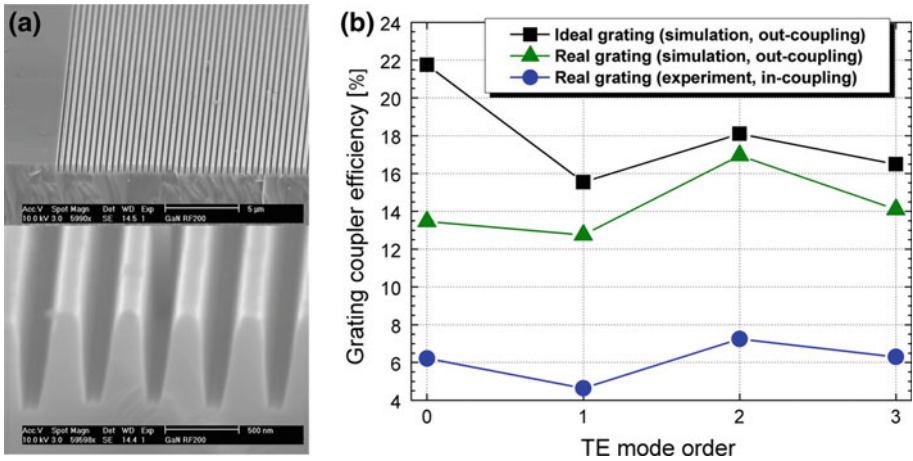 (a)
Acc.V Spot Magn Det WD Exp
10.0 kV 3.0 5990x SE 14.5 1 GaN RF200
5 µm
Acc.V Spot Magn Det WD Exp
10.0 kV 3.0 59598x SE 14.4 1 GaN RF200
500 nm
(b)
Ideal grating (simulation, out-coupling)
Real grating (simulation, out-coupling)
Real grating (experiment, in-coupling)
Grating coupler efficiency [%]
24
22
20
18
16
14
12
10
8
6
4
0 1 2 3
TE mode order